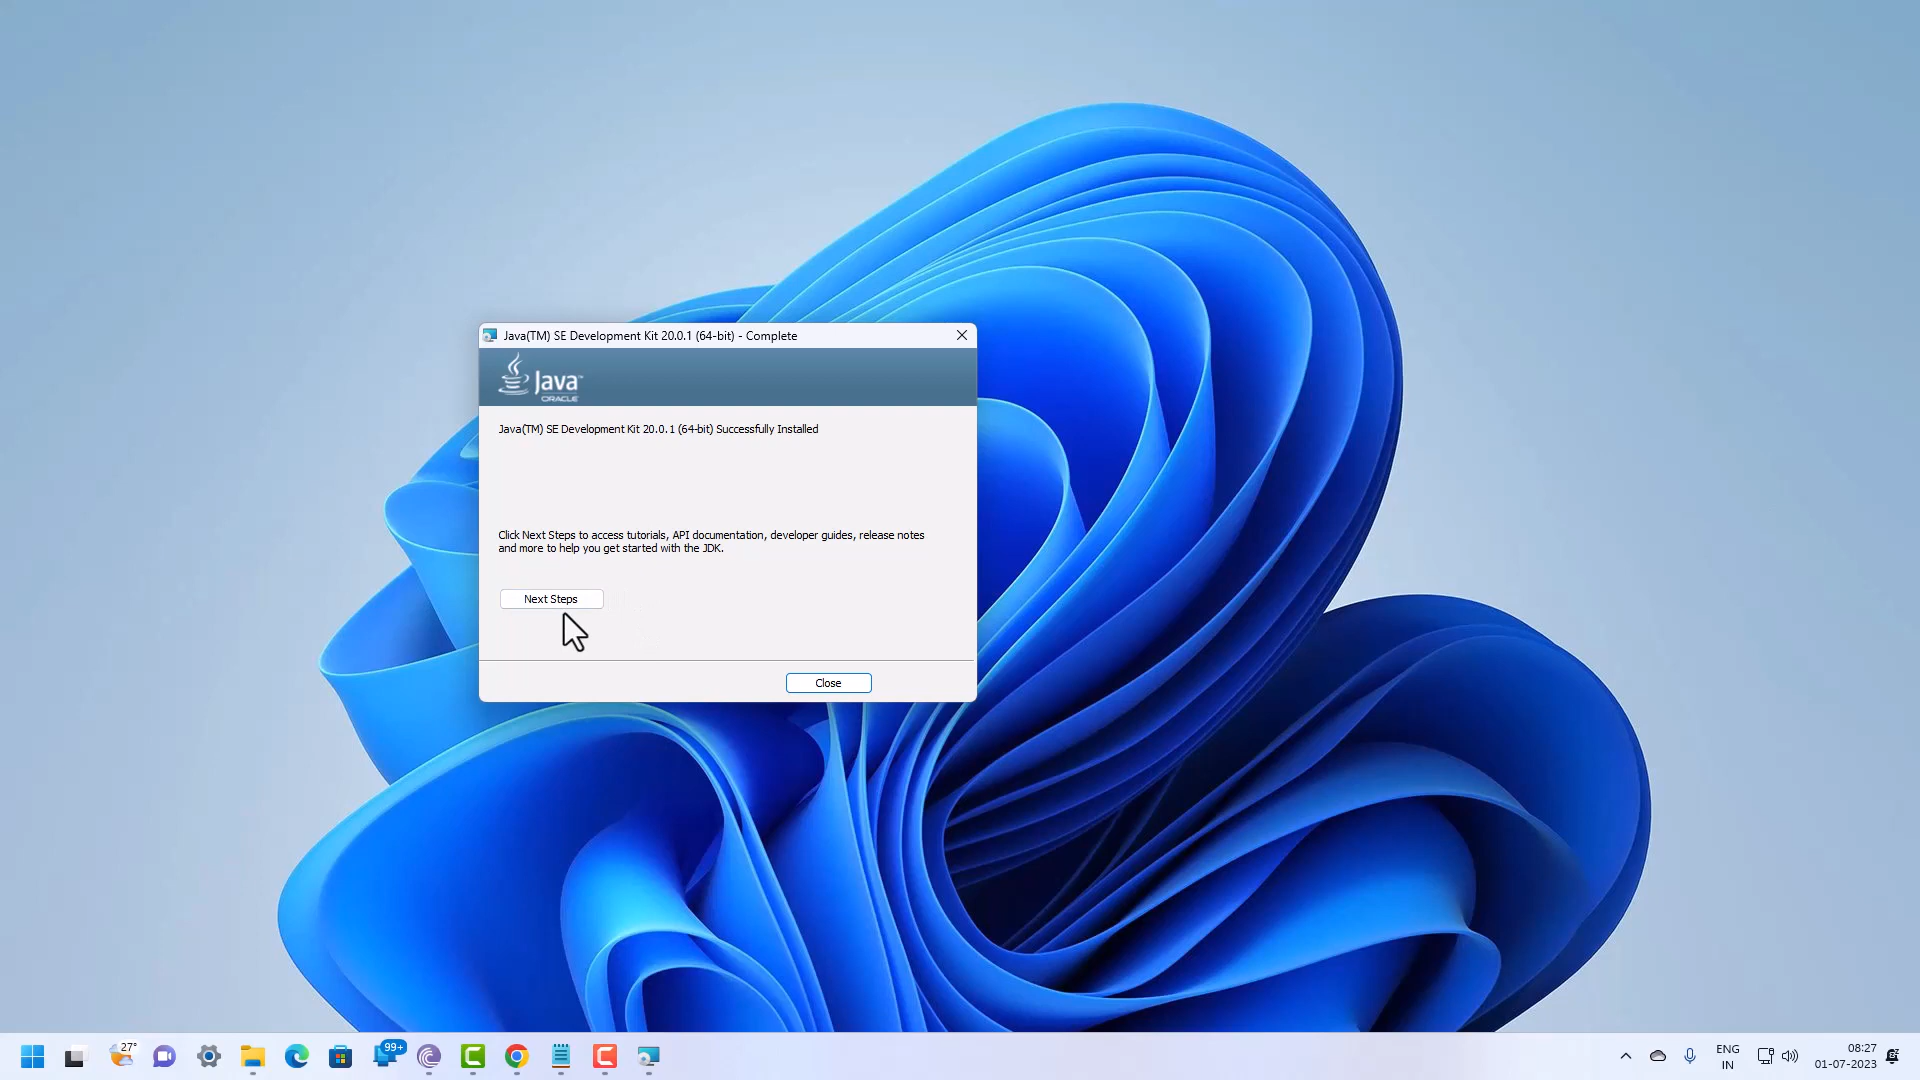 Java(TM) SE Development Kit 20.0.1 (64-bit) - Complete
Java™
ORACLE
Java(TM) SE Development Kit 20.0.1 (64-bit) Successfully Installed
Click Next Steps to access tutorials, API documentation, developer guides, release notes
and more to help you get started with the JDK.
Next Steps
Close
27°
99+
ENG
IN
08:27
01-07-2023